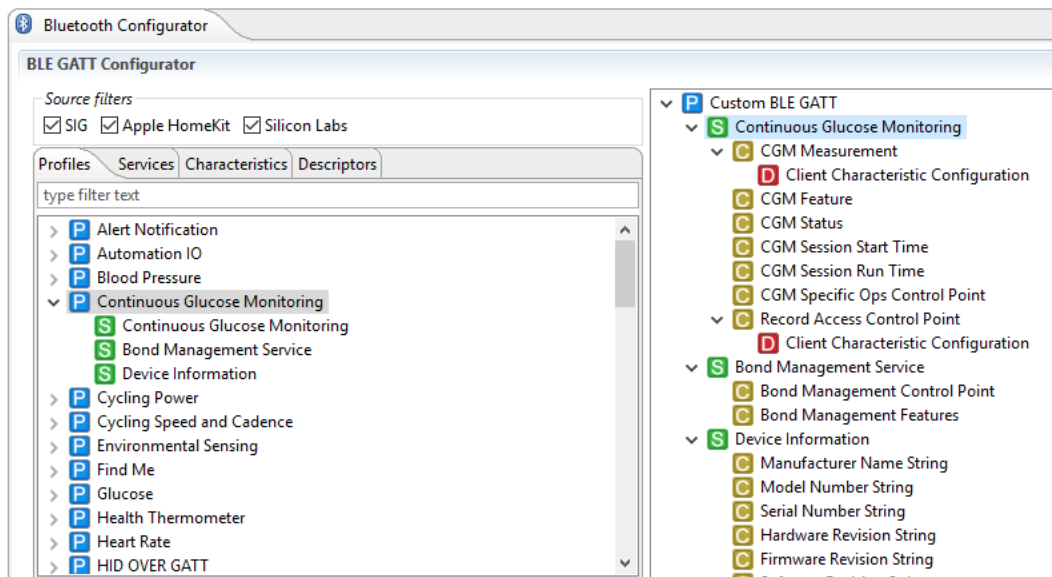 Bluetooth Configurator
BLE GATT Configurator
Source filters
SIG Apple HomeKit Silicon Labs
Profiles Services Characteristics Descriptors
type filter text
P Alert Notification
P Automation IO
P Blood Pressure
P Continuous Glucose Monitoring
S Continuous Glucose Monitoring
S Bond Management Service
S Device Information
P Cycling Power
P Cycling Speed and Cadence
P Environmental Sensing
P Find Me
P Glucose
P Health Thermometer
P Heart Rate
P HID OVER GATT
P Custom BLE GATT
S Continuous Glucose Monitoring
C CGM Measurement
D Client Characteristic Configuration
C CGM Feature
C CGM Status
C CGM Session Start Time
C CGM Session Run Time
C CGM Specific Ops Control Point
C Record Access Control Point
D Client Characteristic Configuration
S Bond Management Service
C Bond Management Control Point
C Bond Management Features
S Device Information
C Manufacturer Name String
C Model Number String
C Serial Number String
C Hardware Revision String
C Firmware Revision String